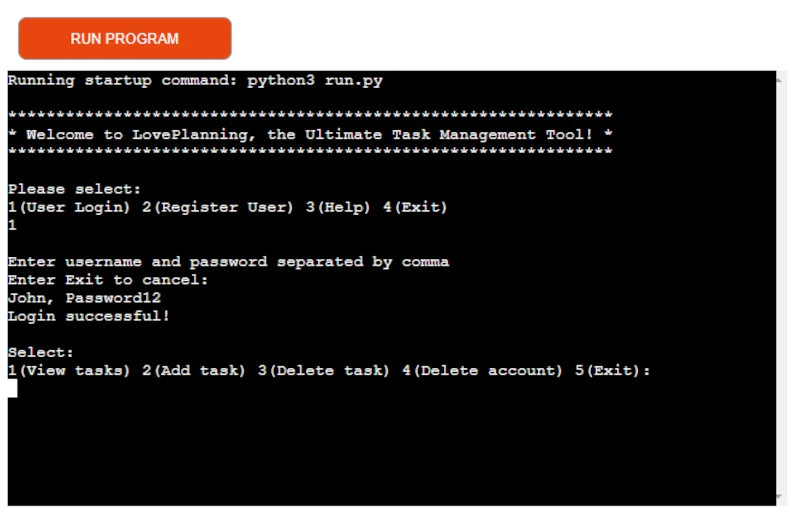 RUN PROGRAM
Running startup command: python3 run.py
***************************************************************
* Welcome to LovePlanning, the Ultimate Task Management Tool! *
***************************************************************
Please select:
1(User Login) 2(Register User) 3(Help) 4(Exit)
1
Enter username and password separated by comma
Enter Exit to cancel:
John, Password12
Login successful!
Select:
1(View tasks) 2(Add task) 3(Delete task) 4(Delete account) 5(Exit):